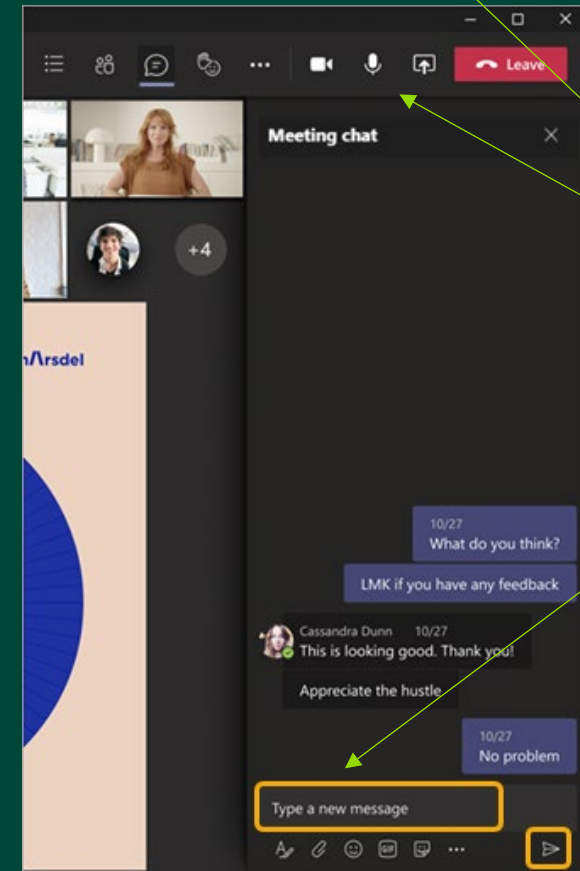 Leave
Meeting chat
+4
10/27
What do you think?
LMK if you have any feedback
Cassandra Dunn 10/27
This is looking good. Thank you!
Appreciate the hustle
10/27
No problem
Type a new message
GIF